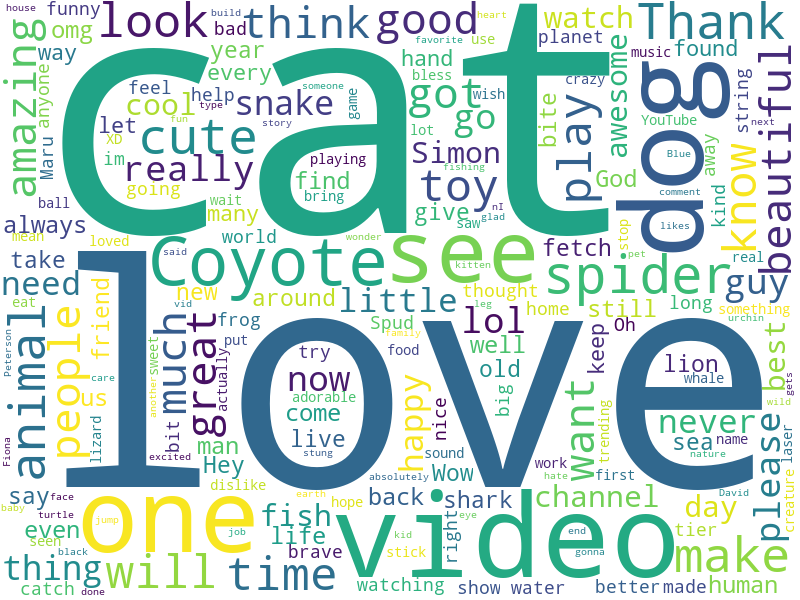 house
funny
omg
look
think
good
watch
Thank
build
bad
heart
favorite
use
planet
music
found
way
year
hand
bless
someone
every
crazy
amazing
anyone
feel
help
cool
type
snake
game
wish
got
awesome
YouTube
dog
string
next
beautiful
cat
fun
story
lot
go
bite
play
let
cute
Maru
XD
im
playing
Simon
away
Blue
comment
really
going
find
bring
toy
fishing
nI
God
kind
know
ball
wait
many
give
saw
glad
likes
always
mean
loved
said
world
wonder
see
fetch
stop
real
take
Coyote
kitten
spider
pet
guy
need
eat
new
vid
around
little
thought
leg
home
still
long
something
urchin
animal
people
friend
sweet
much
great
put
frog
Spud
family
lol
Oh
best
Peterson
us
another
actually
try
food
well
keep
lion
wild
gets
care
now
adorable
old
big
want
whale
lizard
bit
come
happy
nice
love
never
please
man
live
stung
sound
trending
sea
name
Fiona
excited
absolutely
Wow
work
first
nature
creature
laser
Hey
hate
say
face
dislike
earth
hope
back
shark
channel
day
David
baby
turtle
one
even
jump
fish
video
tier
seen
black
job
life
kid
eye
right
end
gonna
make
thing
brave
stick
will
time
catch
done
watching
show
water
better
made
human